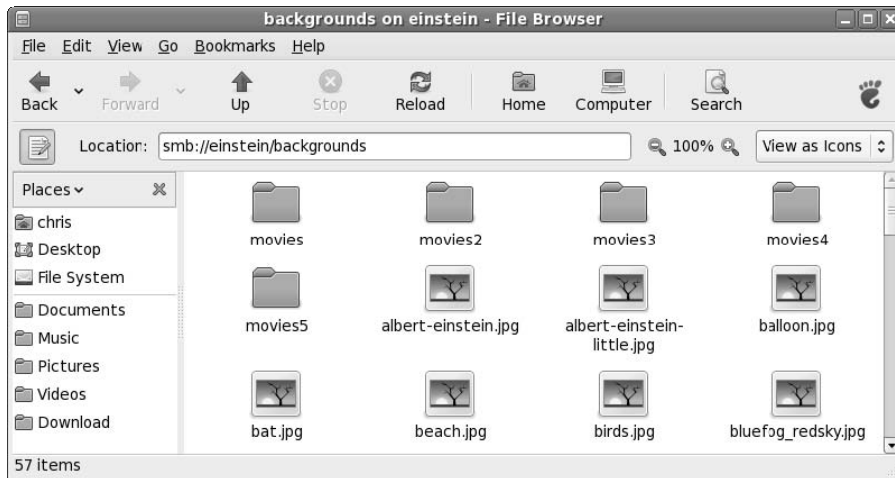 backgrounds on einstein - File Browser
File Edit View Go Bookmarks Help
Back Forward Up Stop Reload Home Computer Search
Location: smb://einstein/backgrounds 100% View as Icons
Places
chris
Desktop
File System
Documents
Music
Pictures
Videos
Download
movies movies2 movies3 movies4
movies5 albert-einstein.jpg albert-einstein-
little.jpg balloon.jpg
bat.jpg beach.jpg birds.jpg bluefog_redsky.jpg
57 items